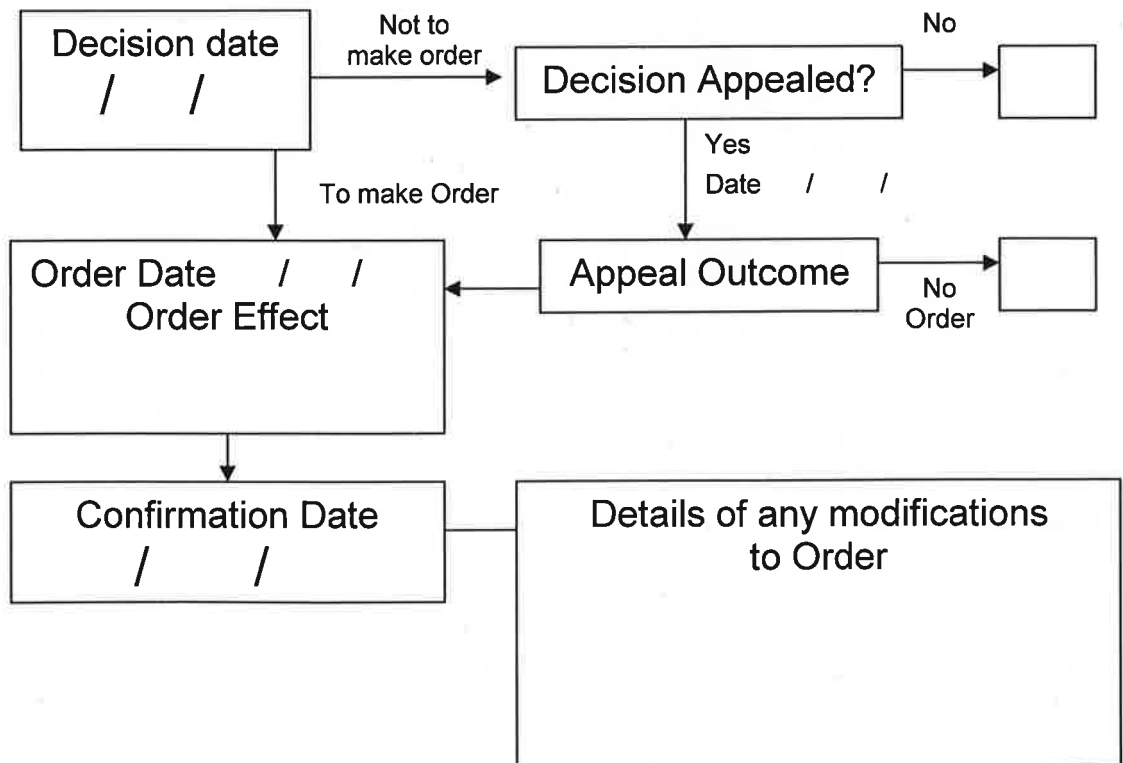 Decision date
/ /
Not to
make order
Decision Appealed?
No
Yes
Date / /
To make Order
Order Date / /
Order Effect
Appeal Outcome
No
Order
Confirmation Date
/ /
Details of any modifications
to Order